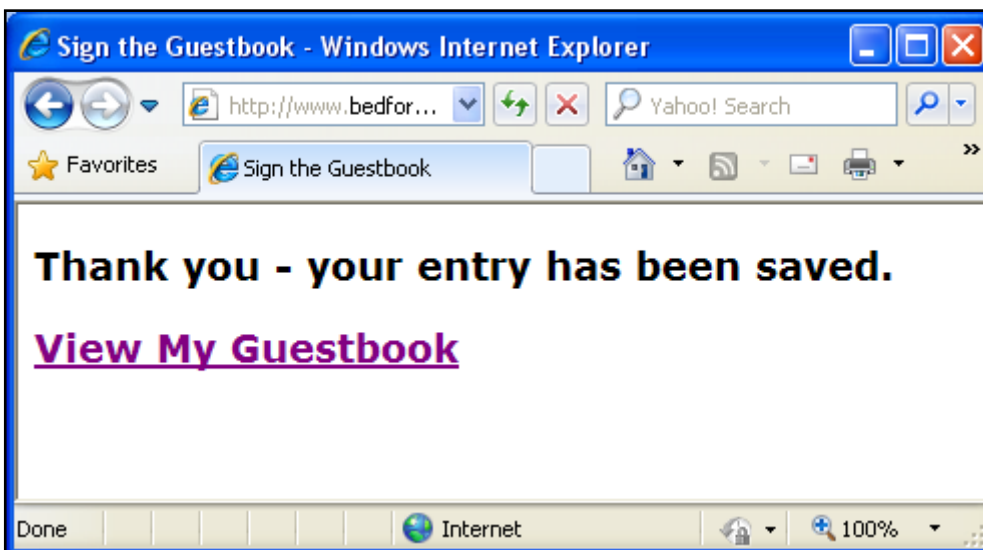 Sign the Guestbook - Windows Internet Explorer
http://www.bedfor... Yahoo! Search
Favorites Sign the Guestbook »
Thank you - your entry has been saved.
View My Guestbook
Done Internet 100%